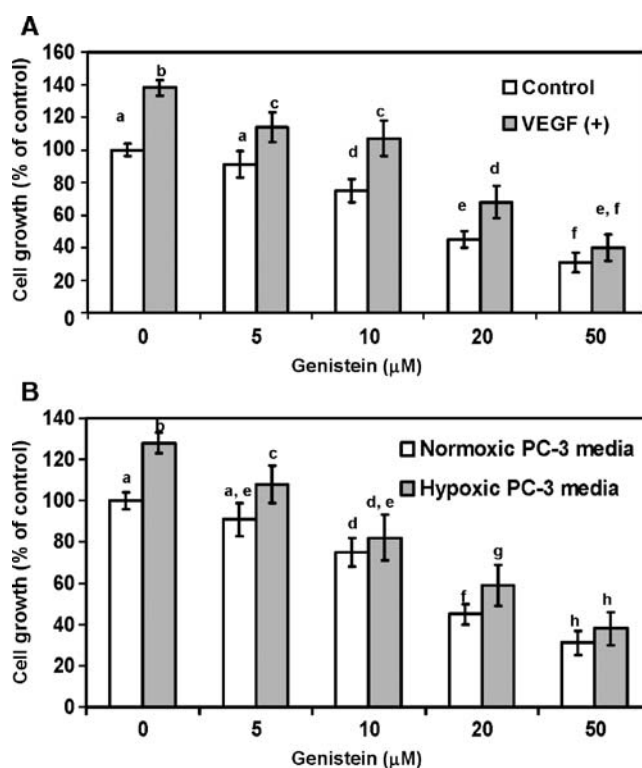 A
Cell growth (% of control)
160
140
120
100
80
60
40
20
0
a
b
a
c
d
c
e
d
f
e, f
Control
VEGF (+)
0
5
10
20
50
Genistein (μM)
B
Cell growth (% of control)
140
120
100
80
60
40
20
0
a
b
a, e
c
d
d, e
f
g
h
h
Normoxic PC-3 media
Hypoxic PC-3 media
0
5
10
20
50
Genistein (μM)